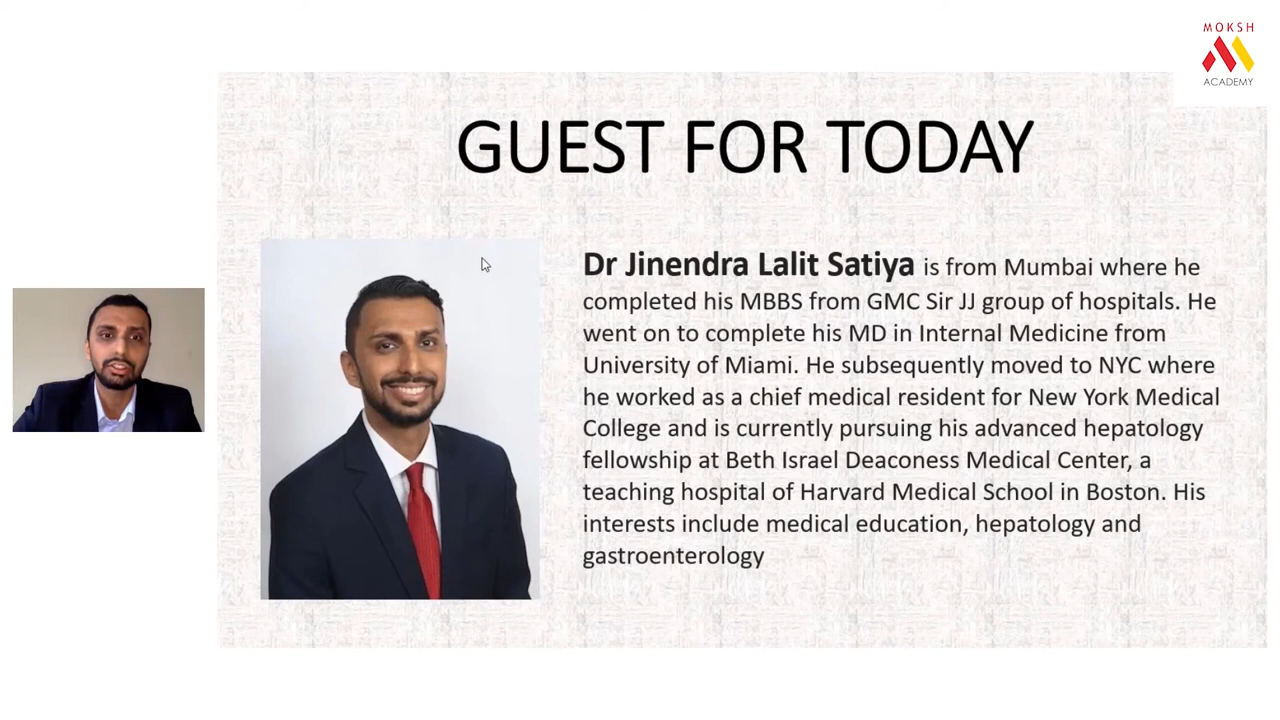 MOKSH
ACADEMY
GUEST FOR TODAY
Dr Jinendra Lalit Satiya is from Mumbai where he
completed his MBBS from GMC Sir JJ group of hospitals. He
went on to complete his MD in Internal Medicine from
University of Miami. He subsequently moved to NYC where
he worked as a chief medical resident for New York Medical
College and is currently pursuing his advanced hepatology
fellowship at Beth Israel Deaconess Medical Center, a
teaching hospital of Harvard Medical School in Boston. His
interests include medical education, hepatology and
gastroenterology